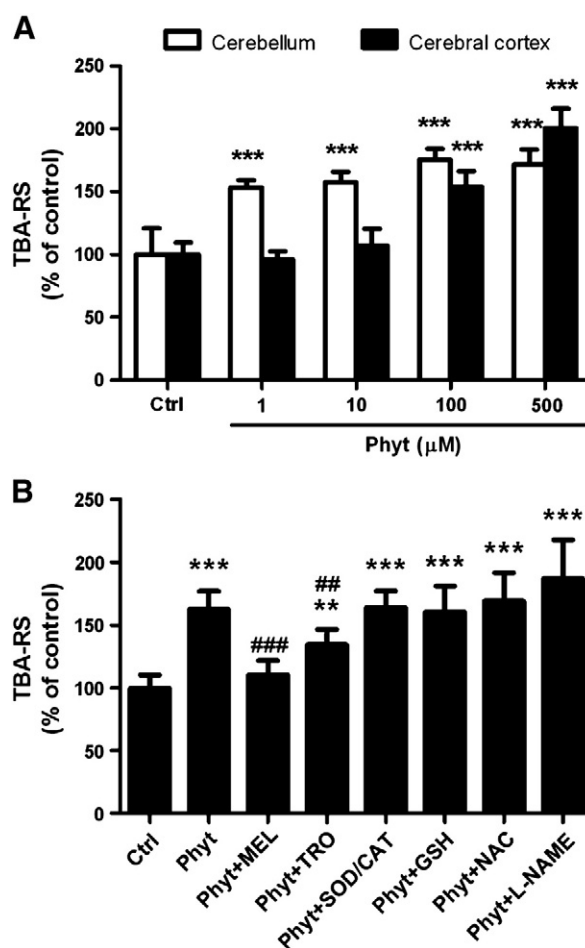 A
Cerebellum Cerebral cortex
TBA-RS
(% of control)
250
200
150
100
50
0
***
***
***
***
***
***
Ctrl 1 10 100 500
Phyt (μM)
B
TBA-RS
(% of control)
250
200
150
100
50
0
***
###
##
**
***
***
***
***
Ctrl
Phyt
Phyt+MEL
Phyt+TRO
Phyt+SOD/CAT
Phyt+GSH
Phyt+NAC
Phyt+L-NAME